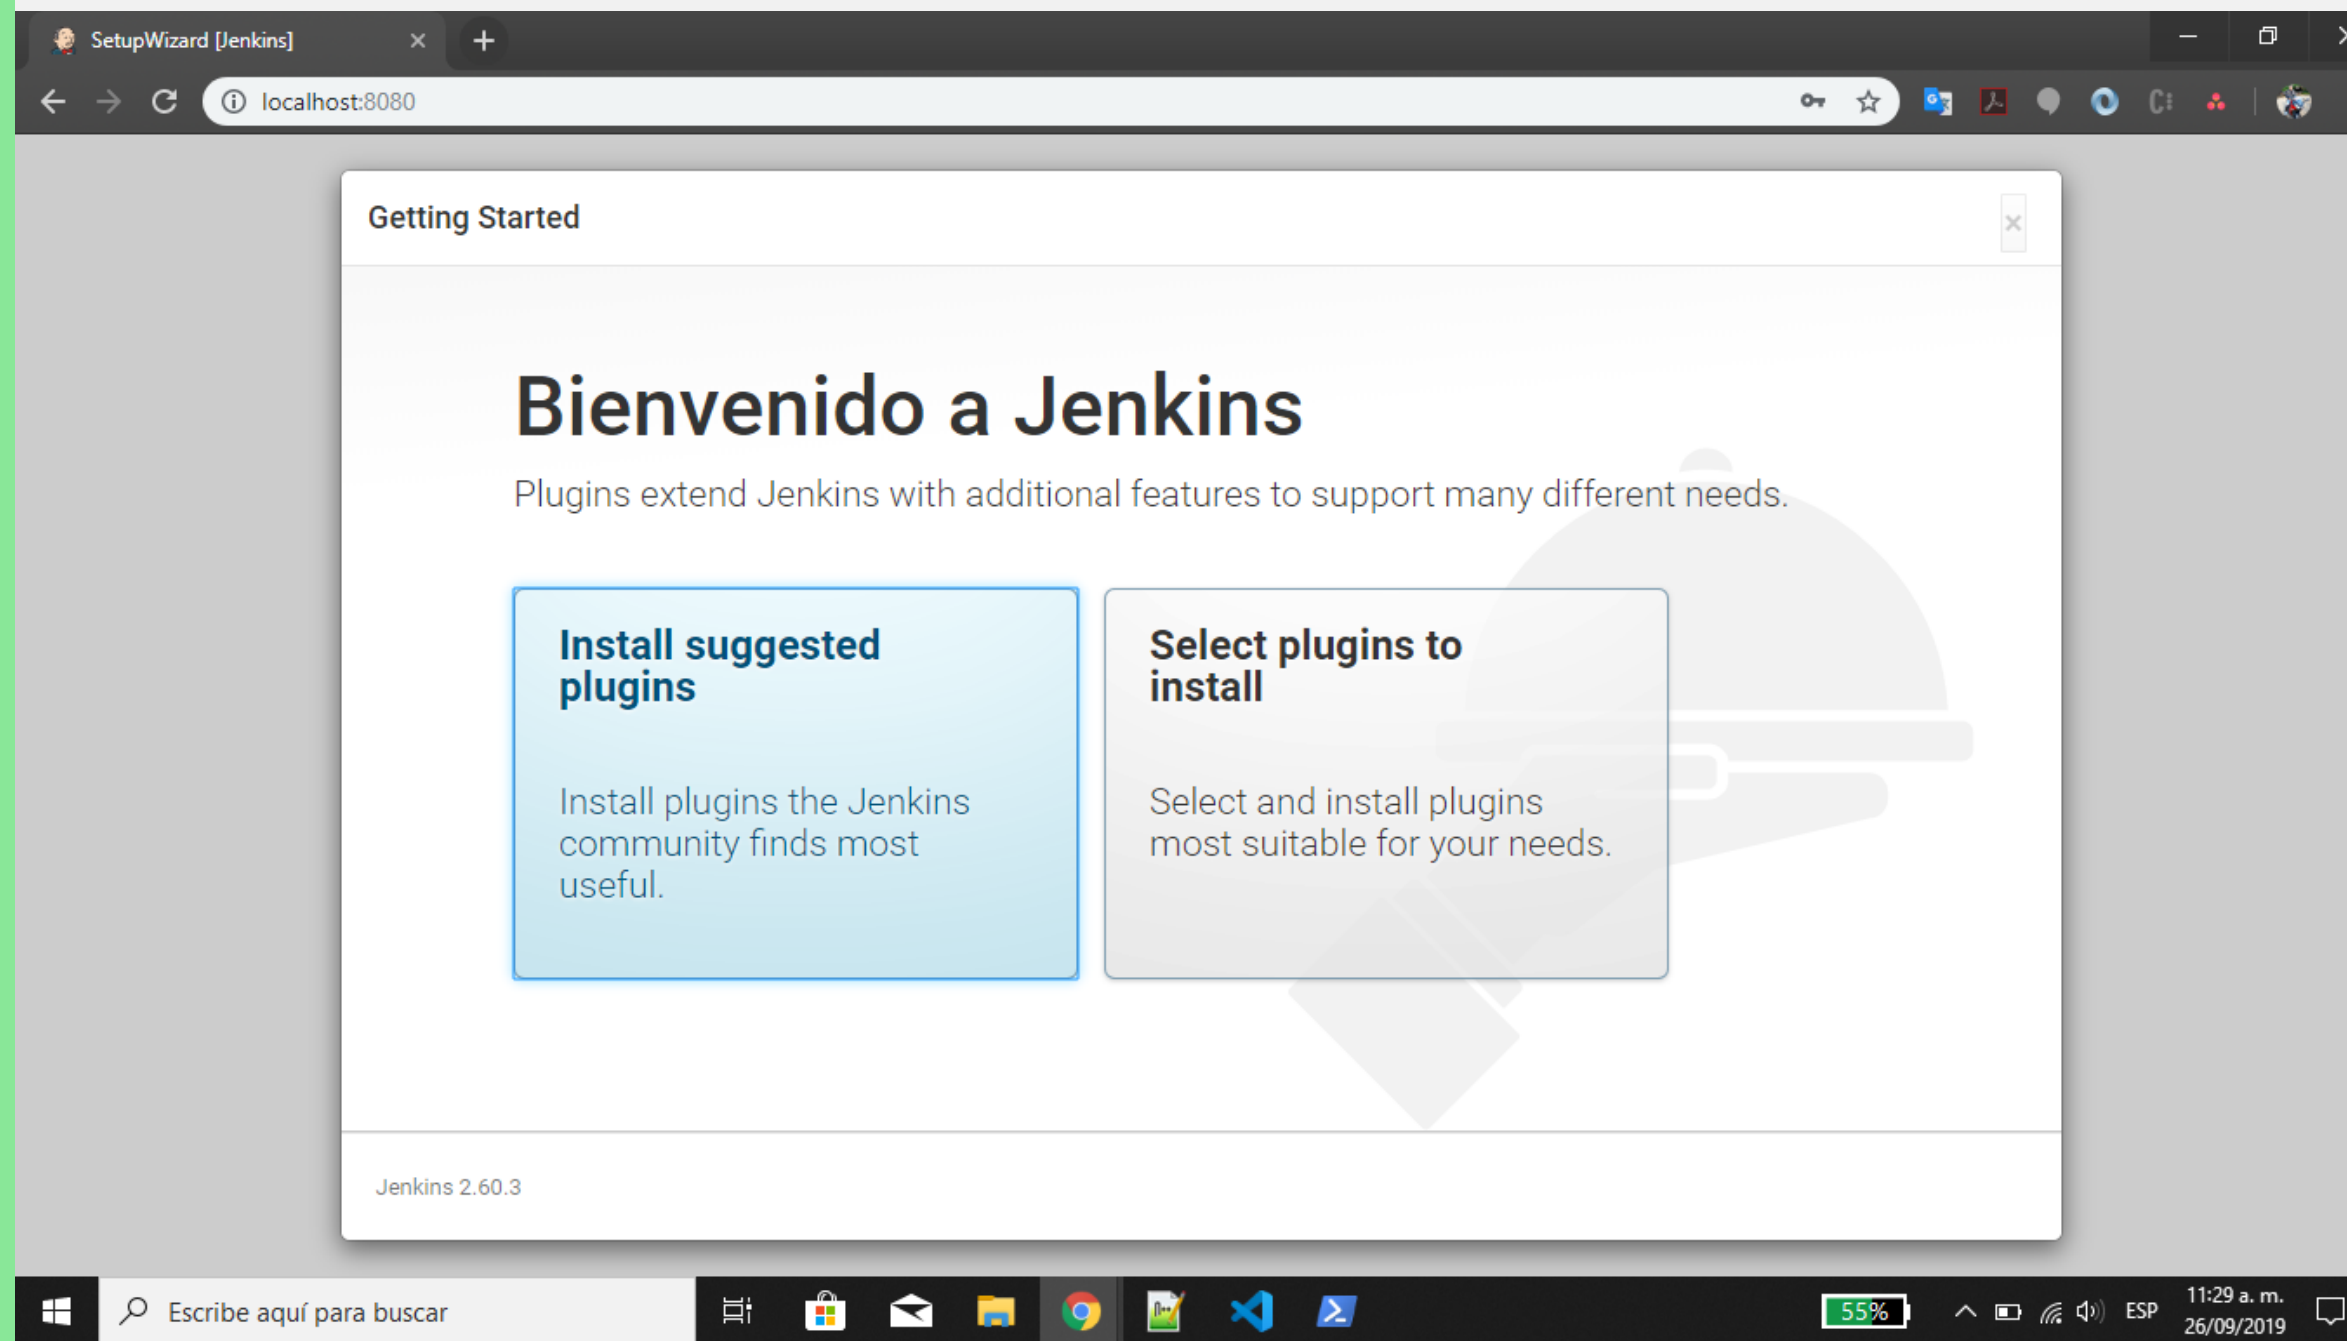 SetupWizard [Jenkins]
localhost:8080
Getting Started
Bienvenido a Jenkins
Plugins extend Jenkins with additional features to support many different needs.
Install suggested
plugins
Install plugins the Jenkins
community finds most
useful.
Select plugins to
install
Select and install plugins
most suitable for your needs.
Jenkins 2.60.3
Escribe aquí para buscar
55%
ESP
11:29 a. m.
26/09/2019